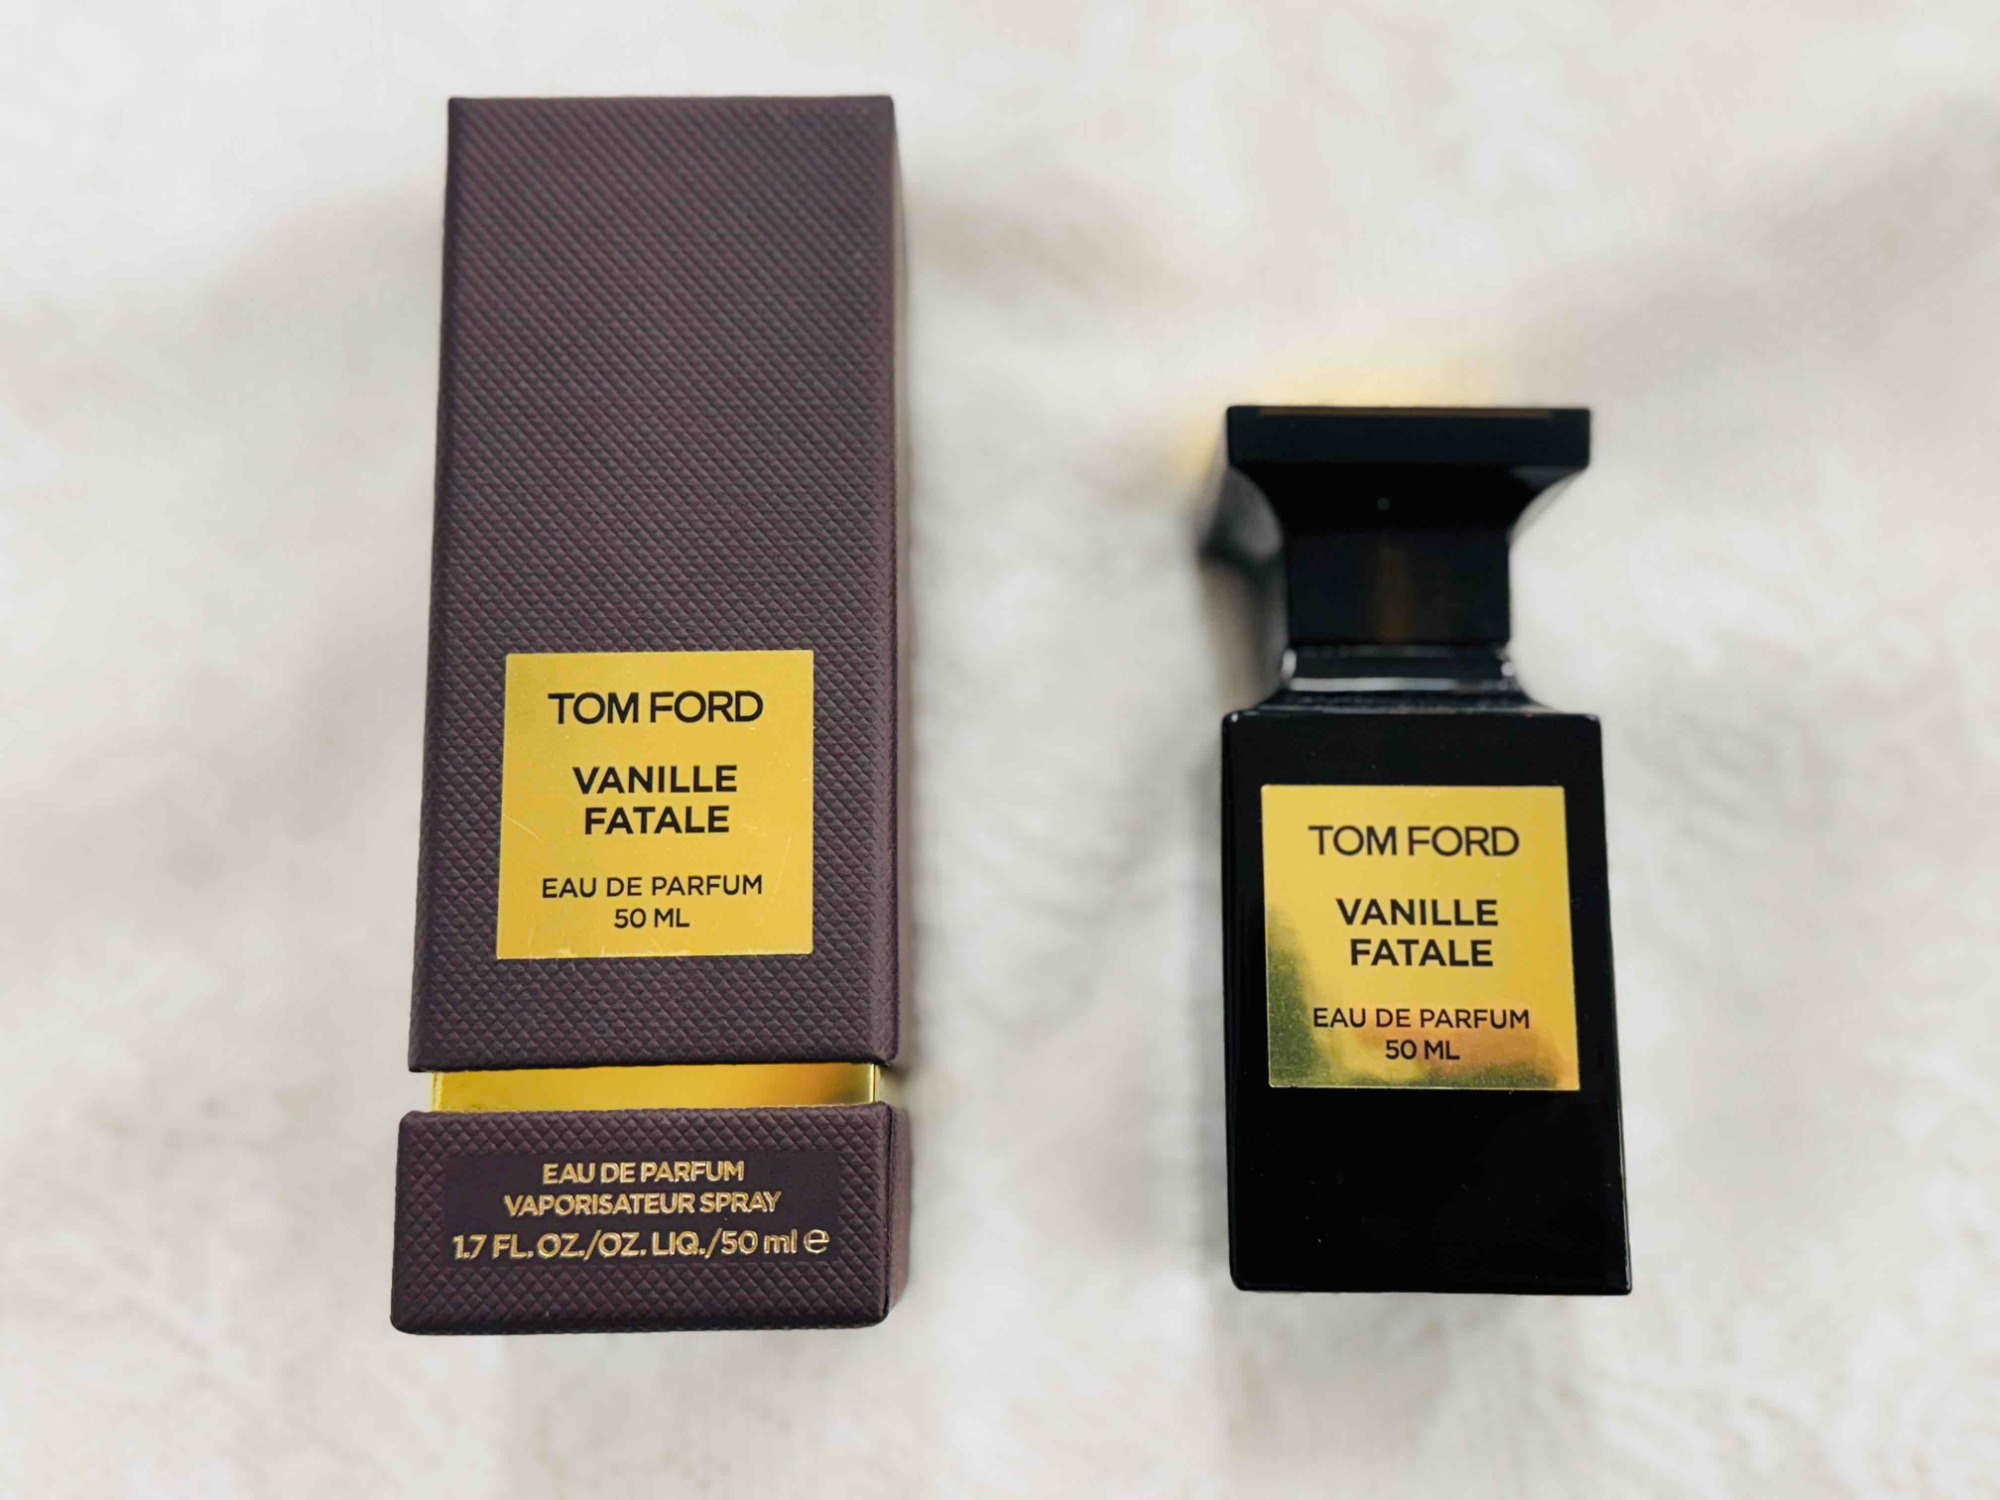 TOM FORD
VANILLE
FATALE
EAU DE PARFUM
50 ML
EAU DE PARFUM
VAPORISATEUR SPRAY
1.7 FL. OZ./OZ. LIQ./50 ml ℮
TOM FORD
VANILLE
FATALE
EAU DE PARFUM
50 ML